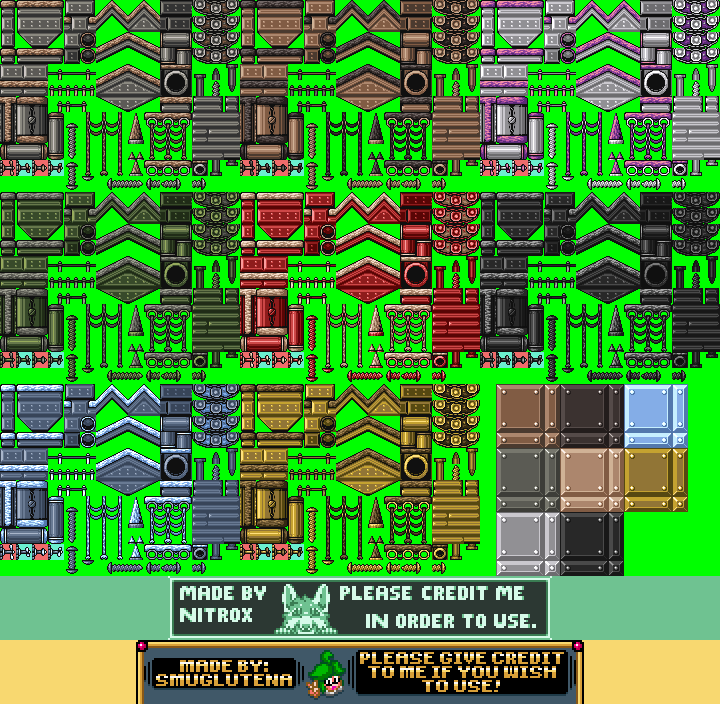 MADE BY PLEASE CREDIT ME
NITROX IN ORDER TO USE.
MADE BY:
SMUGLUTENA
PLEASE GIVE CREDIT
TO ME IF YOU WISH
TO USE!